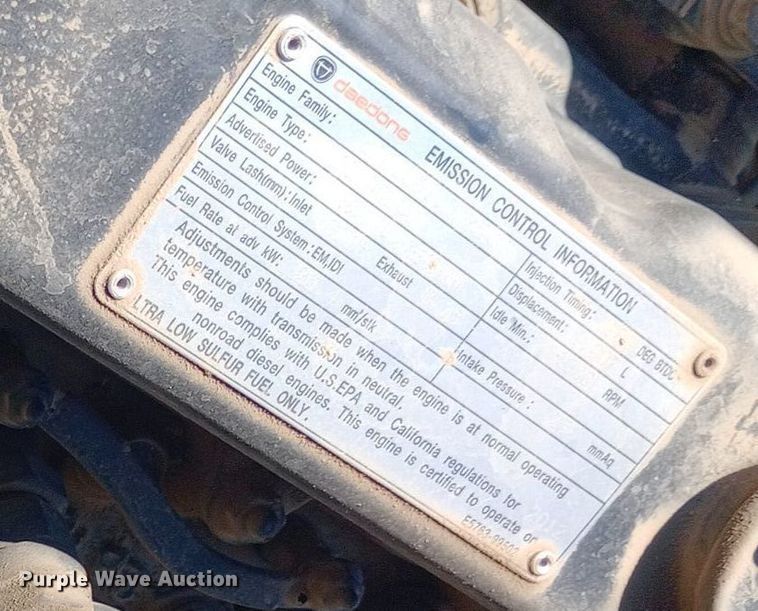 daedong EMISSION CONTROL INFORMATION
Engine Family: Injection Timing: DEG BTDC
Engine Type: Displacement: L
Advertised Power: Idle Min.: RPM
Valve Lash(mm):Inlet Exhaust Intake Pressure : mmAq
Emission Control System:EM,IDI
Fuel Rate at adv kW: mm/stk
Adjustments should be made when the engine is at normal operating
temperature with transmission in neutral.
This engine complies with U.S.EPA and California regulations for
nonroad diesel engines. This engine is certified to operate on
LTRA LOW SULFUR FUEL ONLY.
Purple Wave Auction